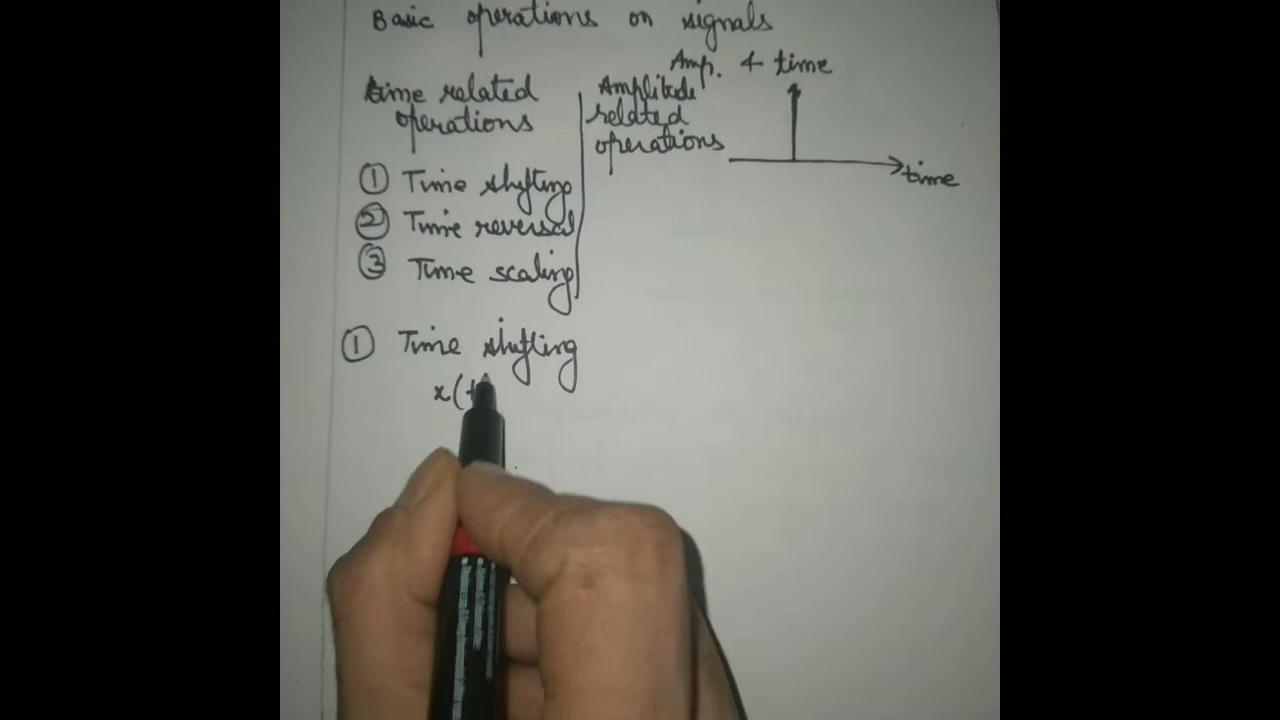 Basic operations on signals
Amp. & time
time related
operations
① Time shifting
② Time reversal
③ Time scaling
Amplitude
related
operations
time
① Time shifting
x(t